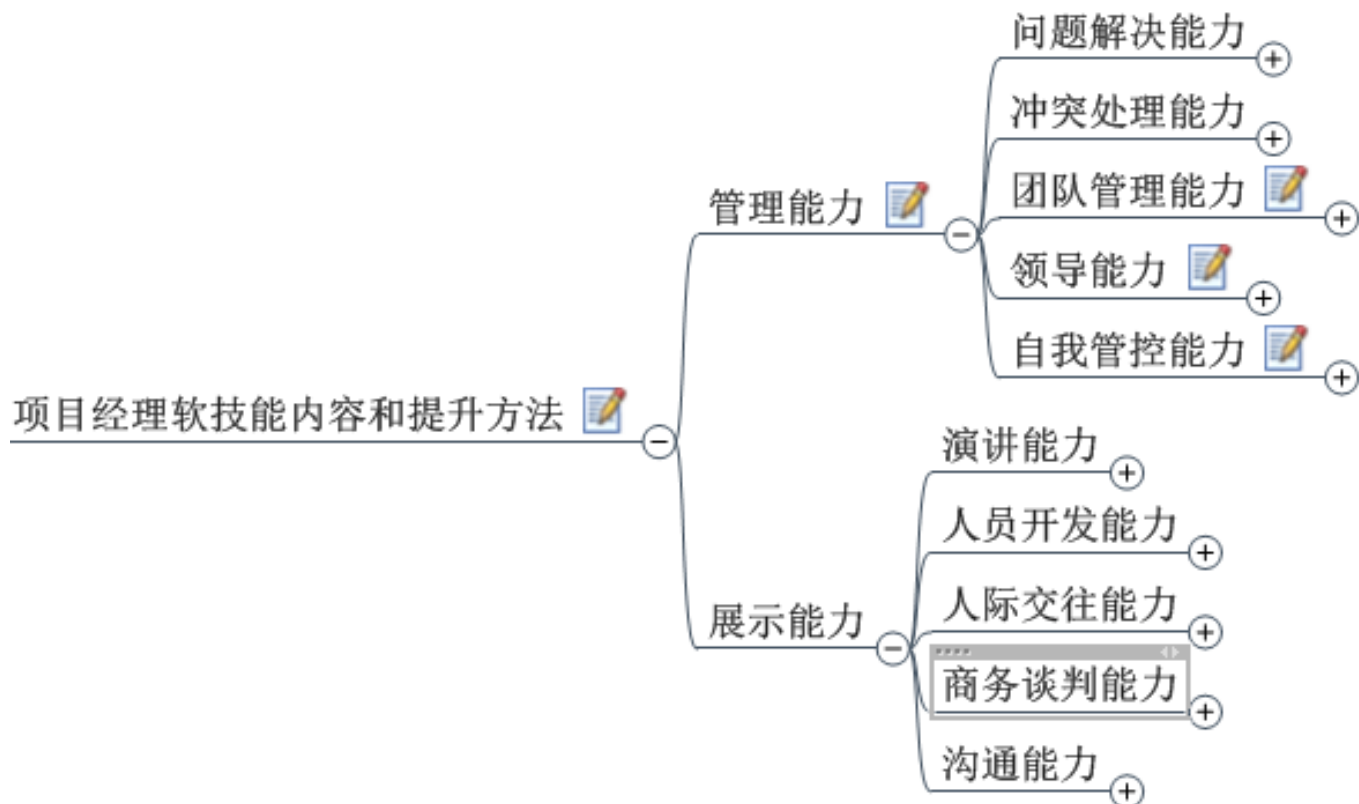 项目经理软技能内容和提升方法
管理能力
问题解决能力
冲突处理能力
团队管理能力
领导能力
自我管控能力
展示能力
演讲能力
人员开发能力
人际交往能力
商务谈判能力
沟通能力